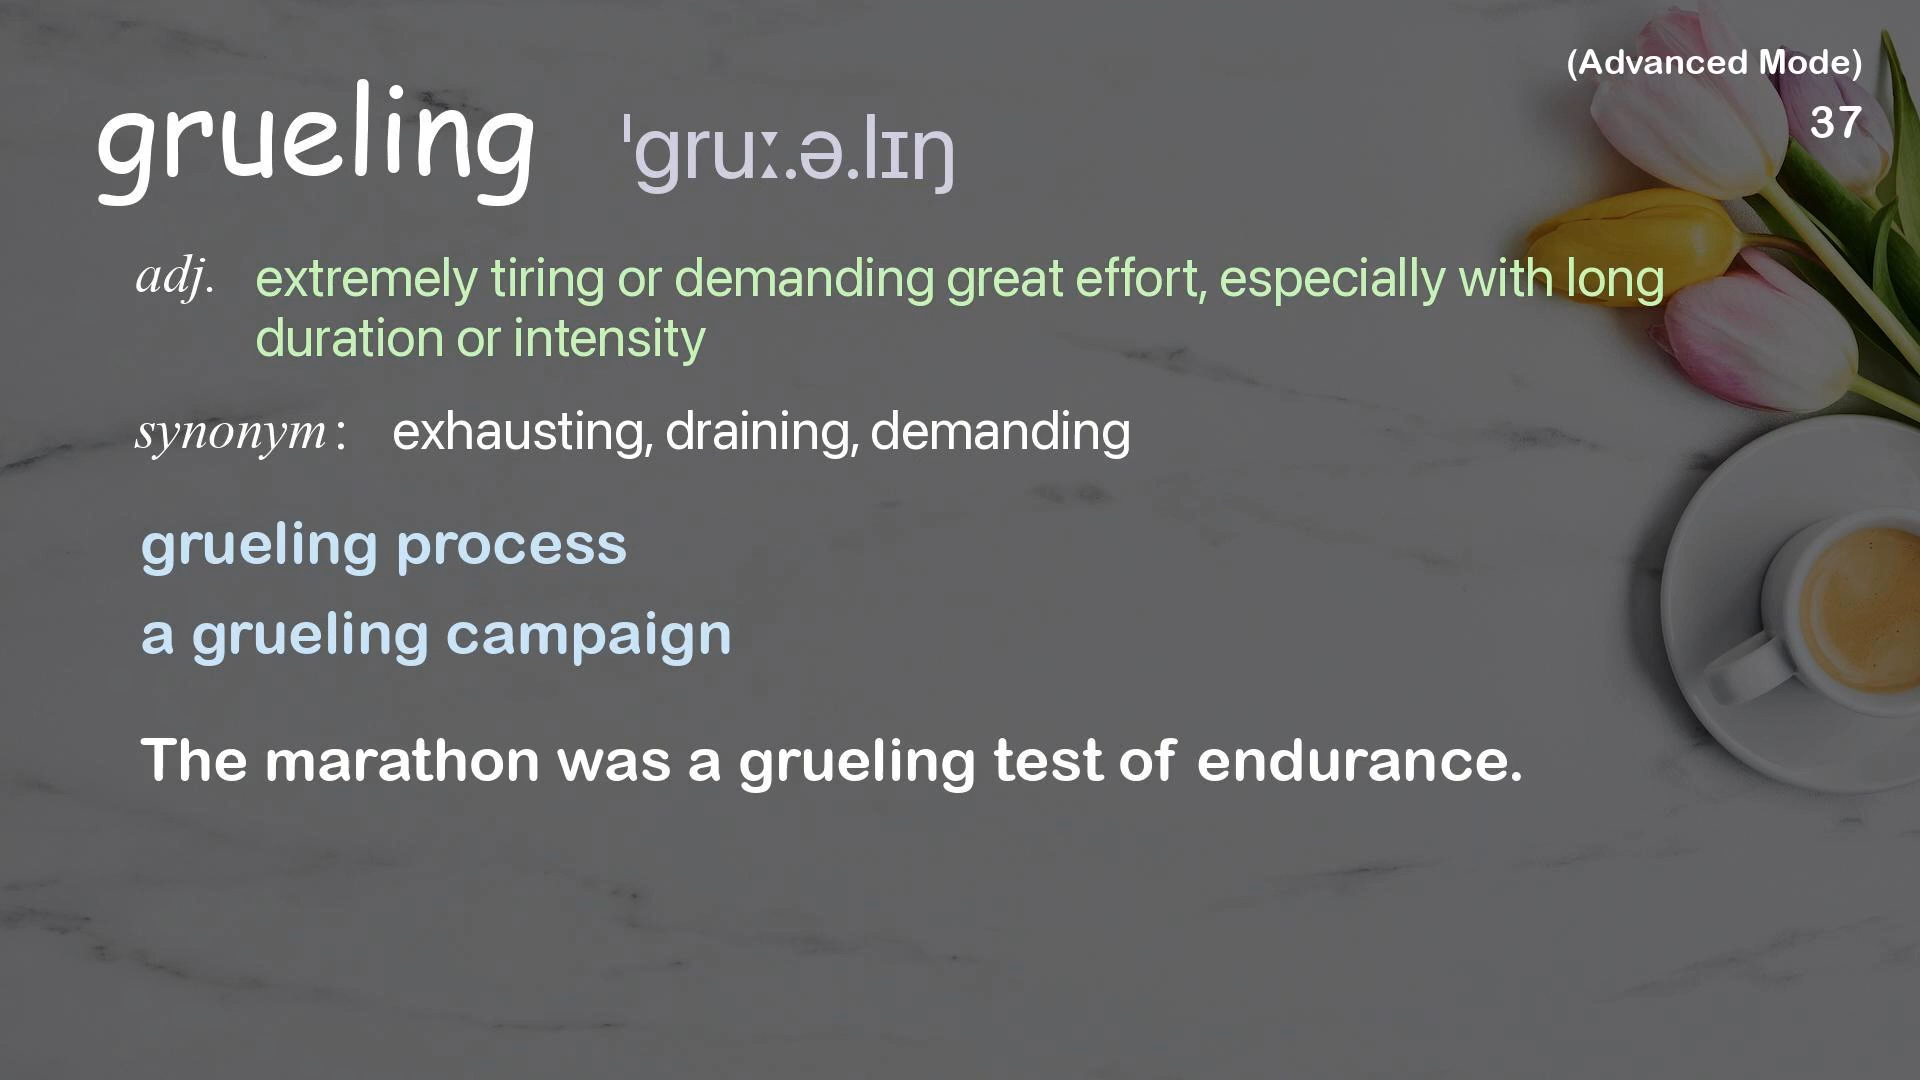 (Advanced Mode)
37
grueling ˈɡruː.ə.lɪŋ
adj. extremely tiring or demanding great effort, especially with long
duration or intensity
synonym: exhausting, draining, demanding
grueling process
a grueling campaign
The marathon was a grueling test of endurance.